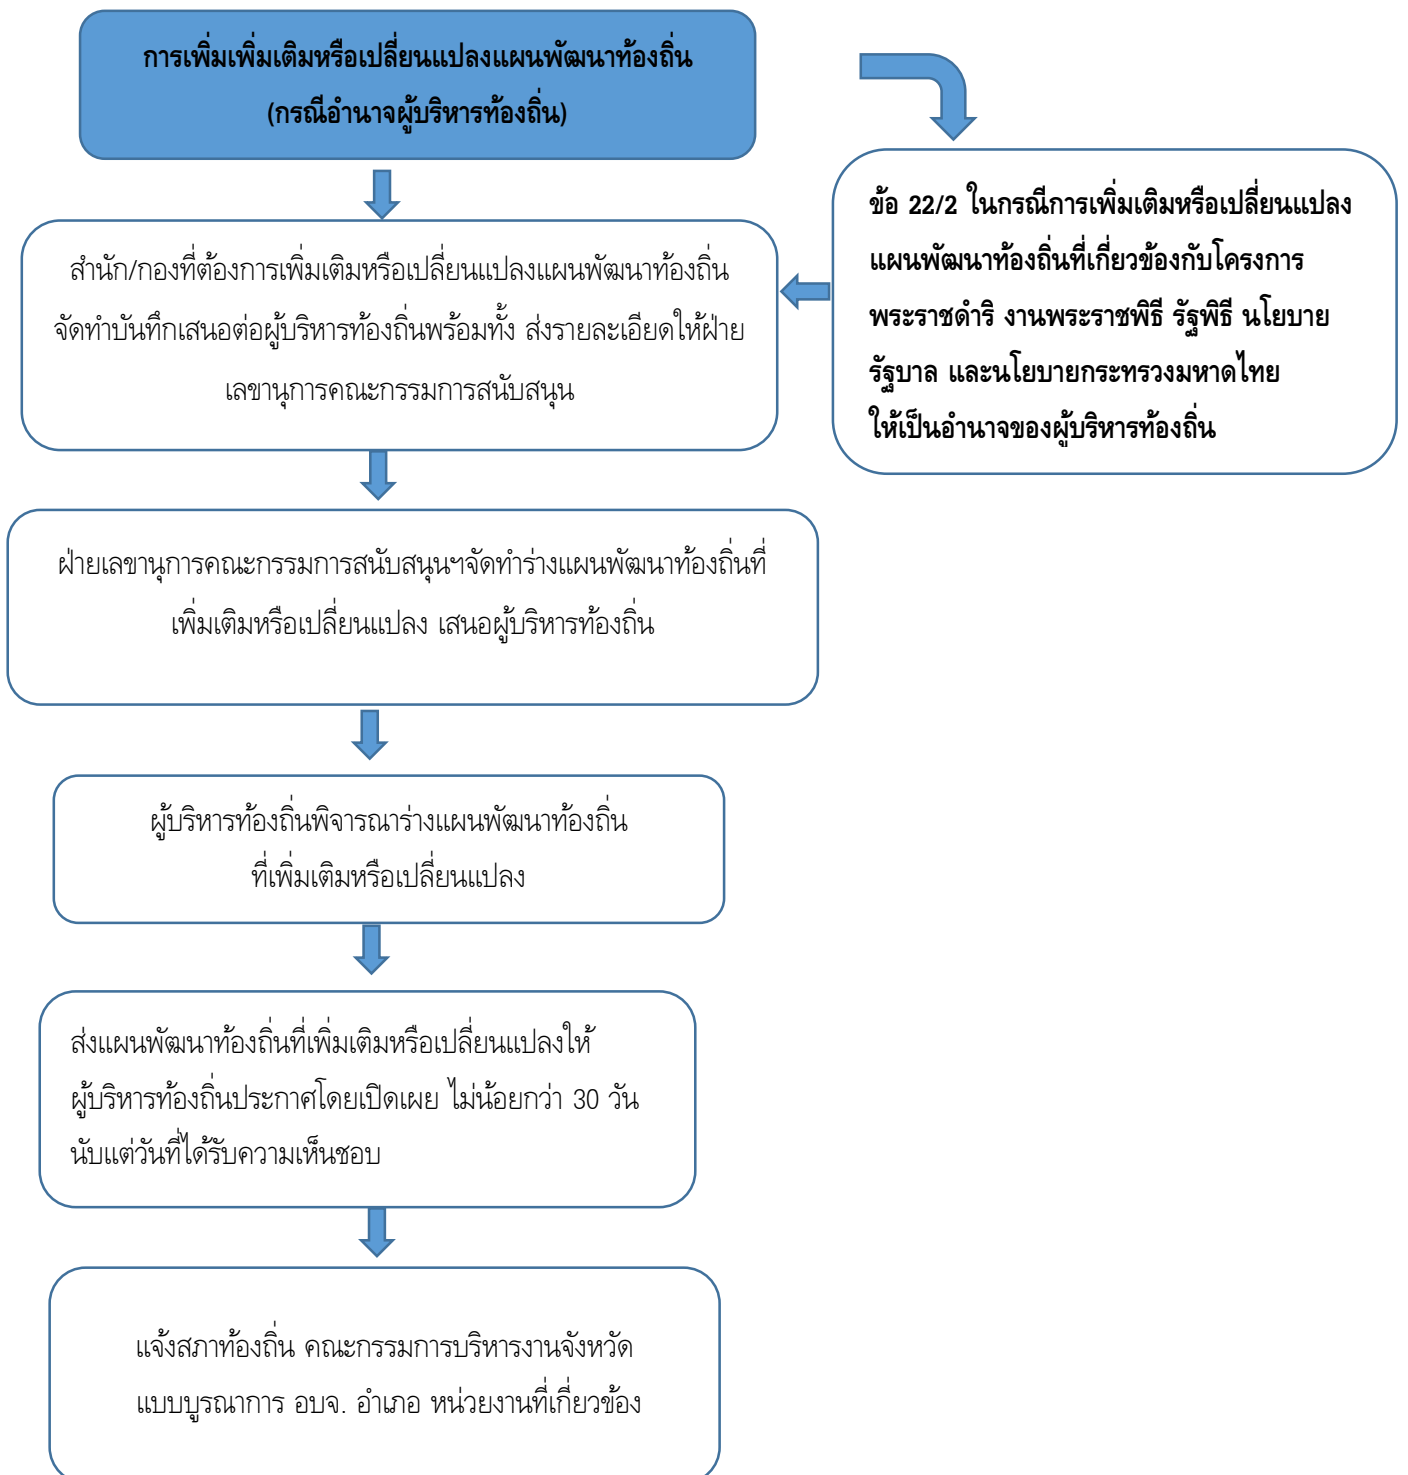 การเพิ่มเพิ่มเติมหรือเปลี่ยนแปลงแผนพัฒนาท้องถิ่น
(กรณีอำนาจผู้บริหารท้องถิ่น)
ข้อ 22/2 ในกรณีการเพิ่มเติมหรือเปลี่ยนแปลง
แผนพัฒนาท้องถิ่นที่เกี่ยวข้องกับโครงการ
พระราชดำริ งานพระราชพิธี รัฐพิธี นโยบาย
รัฐบาล และนโยบายกระทรวงมหาดไทย
ให้เป็นอำนาจของผู้บริหารท้องถิ่น
สำนัก/กองที่ต้องการเพิ่มเติมหรือเปลี่ยนแปลงแผนพัฒนาท้องถิ่น
จัดทำบันทึกเสนอต่อผู้บริหารท้องถิ่นพร้อมทั้ง ส่งรายละเอียดให้ฝ่าย
เลขานุการคณะกรรมการสนับสนุน
ฝ่ายเลขานุการคณะกรรมการสนับสนุนฯจัดทำร่างแผนพัฒนาท้องถิ่นที่
เพิ่มเติมหรือเปลี่ยนแปลง เสนอผู้บริหารท้องถิ่น
ผู้บริหารท้องถิ่นพิจารณาร่างแผนพัฒนาท้องถิ่น
ที่เพิ่มเติมหรือเปลี่ยนแปลง
ส่งแผนพัฒนาท้องถิ่นที่เพิ่มเติมหรือเปลี่ยนแปลงให้
ผู้บริหารท้องถิ่นประกาศโดยเปิดเผย ไม่น้อยกว่า 30 วัน
นับแต่วันที่ได้รับความเห็นชอบ
แจ้งสภาท้องถิ่น คณะกรรมการบริหารงานจังหวัด
แบบบูรณาการ อบจ. อำเภอ หน่วยงานที่เกี่ยวข้อง